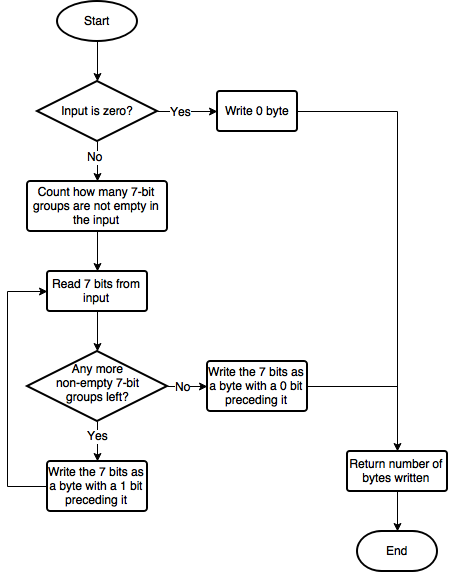 Start
Input is zero?
Yes
Write 0 byte
No
Count how many 7-bit
groups are not empty in
the input
Read 7 bits from
input
Any more
non-empty 7-bit
groups left?
No
Write the 7 bits as
a byte with a 0 bit
preceding it
Yes
Write the 7 bits as
a byte with a 1 bit
preceding it
Return number of
bytes written
End